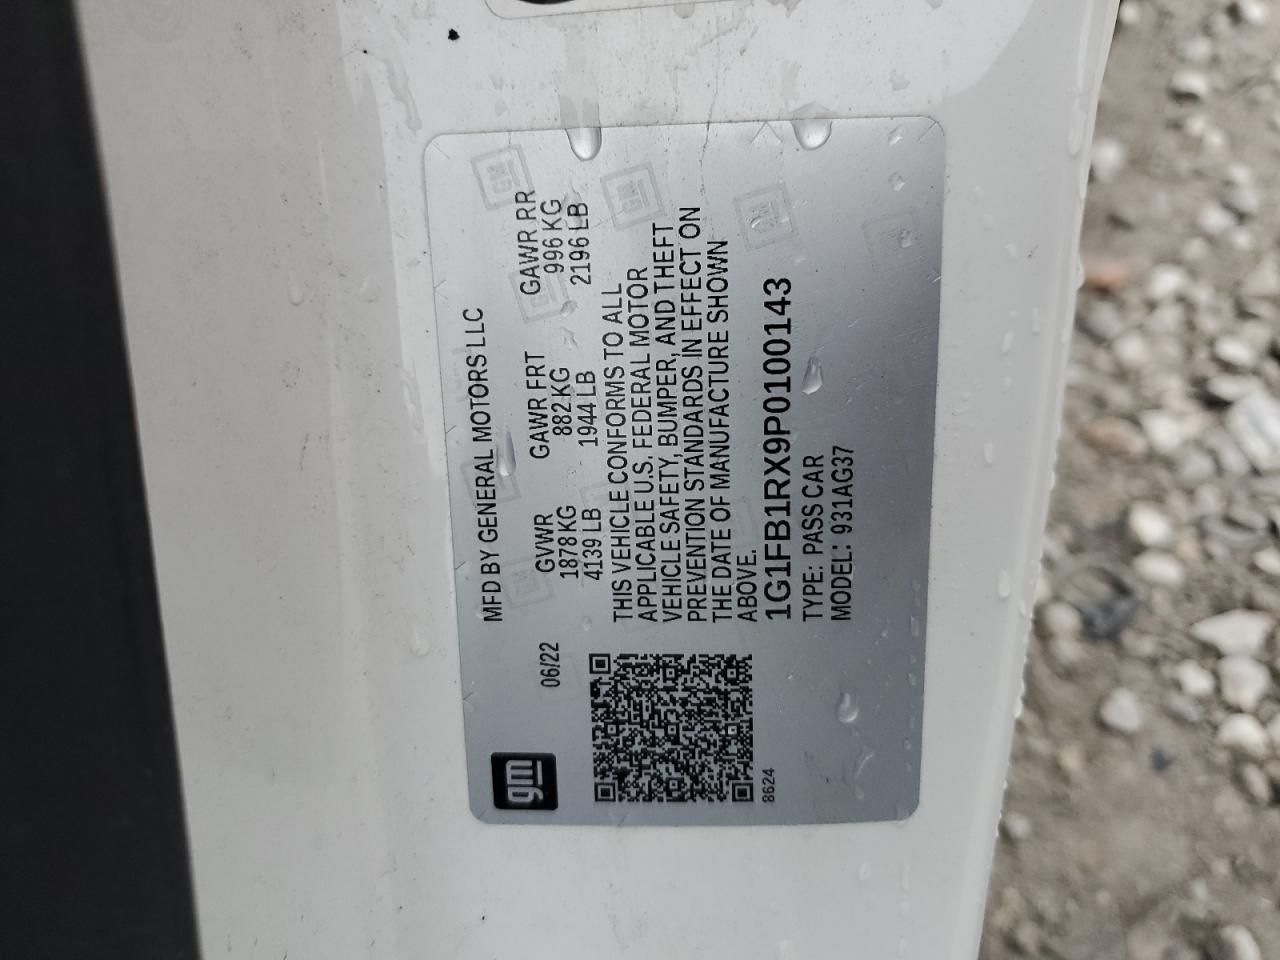 gm
06/22
MFD BY GENERAL MOTORS LLC
GVWR GAWR FRT GAWR RR
1878 KG 882 KG 996 KG
4139 LB 1944 LB 2196 LB
THIS VEHICLE CONFORMS TO ALL
APPLICABLE U.S. FEDERAL MOTOR
VEHICLE SAFETY, BUMPER, AND THEFT
PREVENTION STANDARDS IN EFFECT ON
THE DATE OF MANUFACTURE SHOWN
ABOVE.
1G1FB1RX9P0100143
TYPE: PASS CAR
MODEL: 931AG37
8624